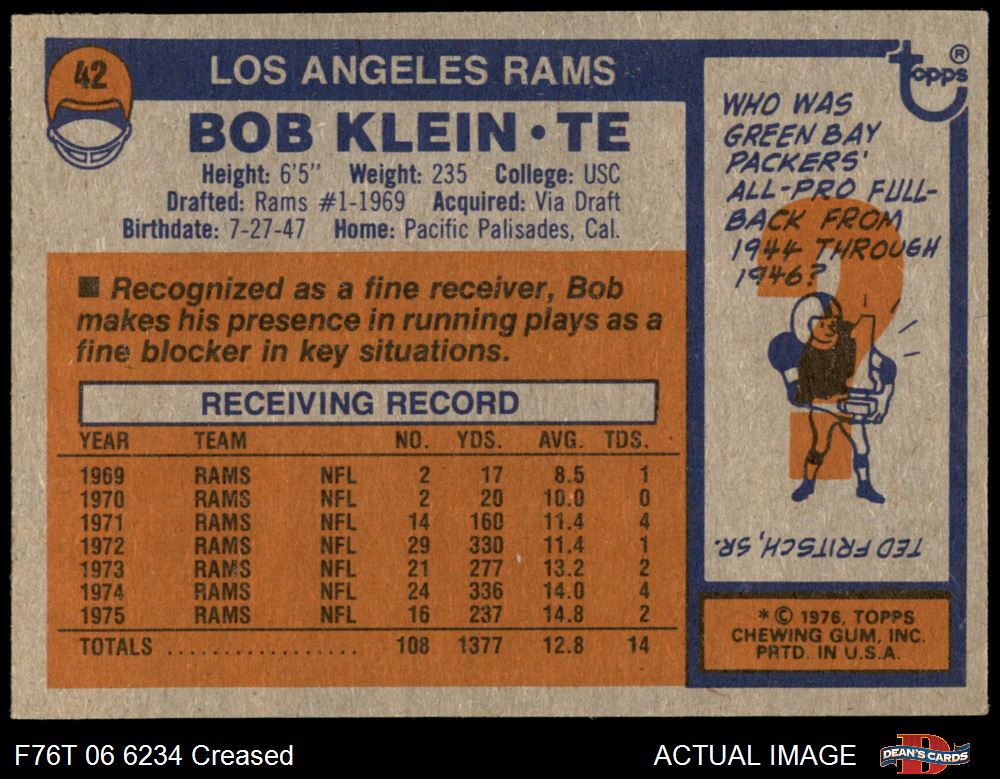 42
LOS ANGELES RAMS
BOB KLEIN • TE
Height: 6'5" Weight: 235 College: USC
Drafted: Rams #1-1969 Acquired: Via Draft
Birthdate: 7-27-47 Home: Pacific Palisades, Cal.
■ Recognized as a fine receiver, Bob
makes his presence in running plays as a
fine blocker in key situations.
RECEIVING RECORD
YEAR TEAM NO. YDS. AVG. TDS.
1969 RAMS NFL 2 17 8.5 1
1970 RAMS NFL 2 20 10.0 0
1971 RAMS NFL 14 160 11.4 4
1972 RAMS NFL 29 330 11.4 1
1973 RAMS NFL 21 277 13.2 2
1974 RAMS NFL 24 336 14.0 4
1975 RAMS NFL 16 237 14.8 2
TOTALS .................. 108 1377 12.8 14
topps ®
WHO WAS
GREEN BAY
PACKERS'
ALL-PRO FULL-
BACK FROM
1944 THROUGH
1946?
?
TED FRITSCH, SR.
* © 1976, TOPPS
CHEWING GUM, INC.
PRTD. IN U.S.A.
F76T 06 6234 Creased
ACTUAL IMAGE
D
DEAN'S CARDS